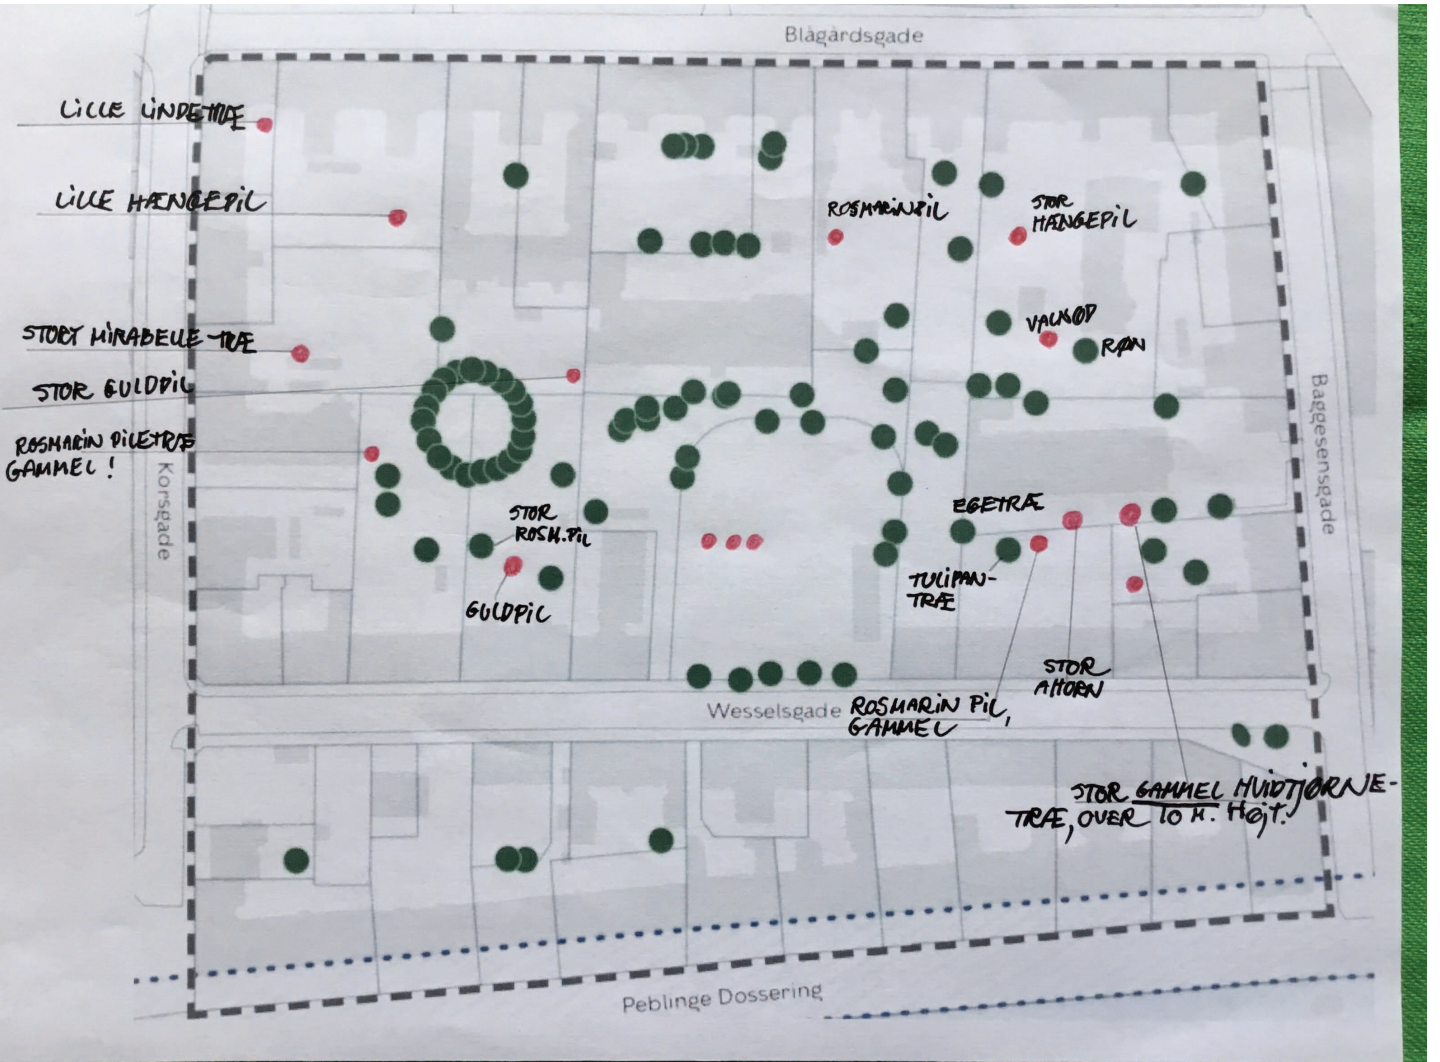 Blågårdsgade
LILLE LINDETRÆ
LILLE HÆNGEPIL
ROSMARINPIL
STOR
HÆNGEPIL
STORT MIRABELLE-TRÆ
VALNØD
RØN
STOR GULDPIL
ROSMARIN PILETRÆ
GAMMEL!
Korsgade
Baggesensgade
STOR
ROSM.PIL
GULDPIL
EGETRÆ
TULIPAN-
TRÆ
STOR
AHORN
Wesselsgade
ROSMARIN PIL,
GAMMEL
STOR GAMMEL HVIDTJØRNE-
TRÆ, OVER 10 M. HØJT.
Peblinge Dossering